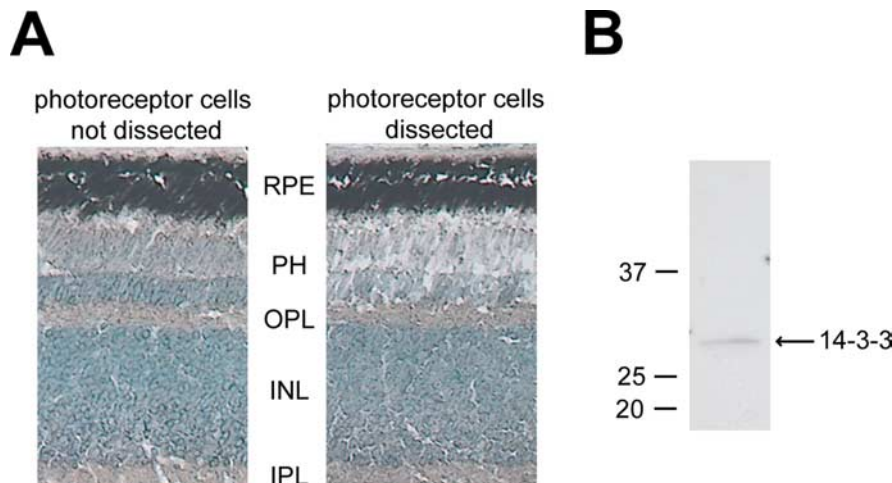 A
photoreceptor cells
not dissected
photoreceptor cells
dissected
RPE
PH
OPL
INL
IPL
B
37
25
20
14-3-3